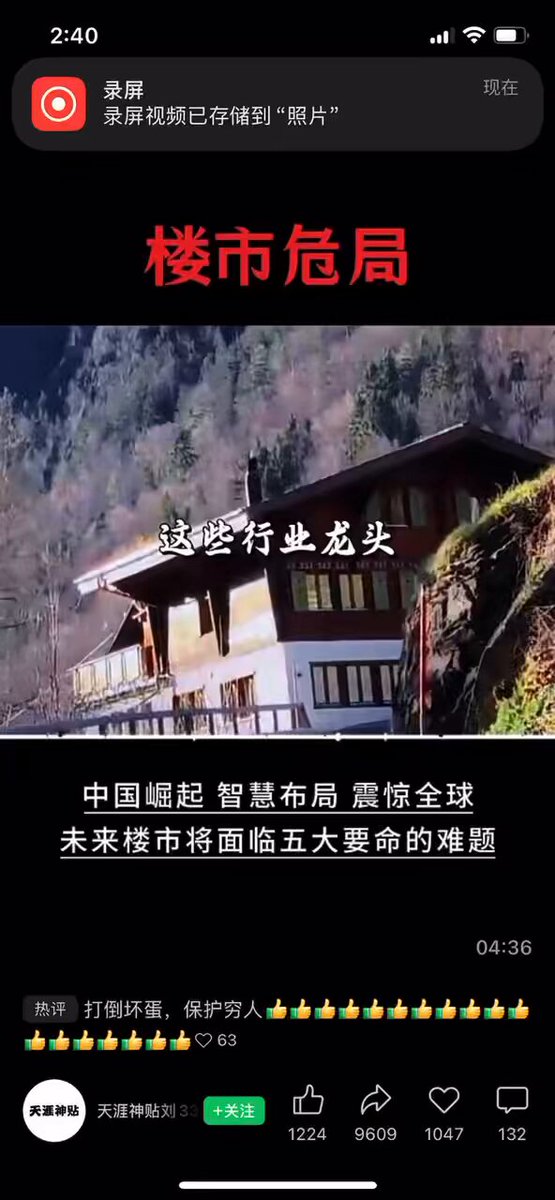 2:40
录屏
现在
录屏视频已存储到“照片”
楼市危局
这些行业龙头
中国崛起 智慧布局 震惊全球
未来楼市将面临五大要命的难题
04:36
热评 打倒坏蛋，保护穷人👍👍👍👍👍👍👍👍👍👍👍
👍👍👍👍👍👍👍♡ 63
天涯神贴 天涯神贴刘33 +关注
1224 9609 1047 132